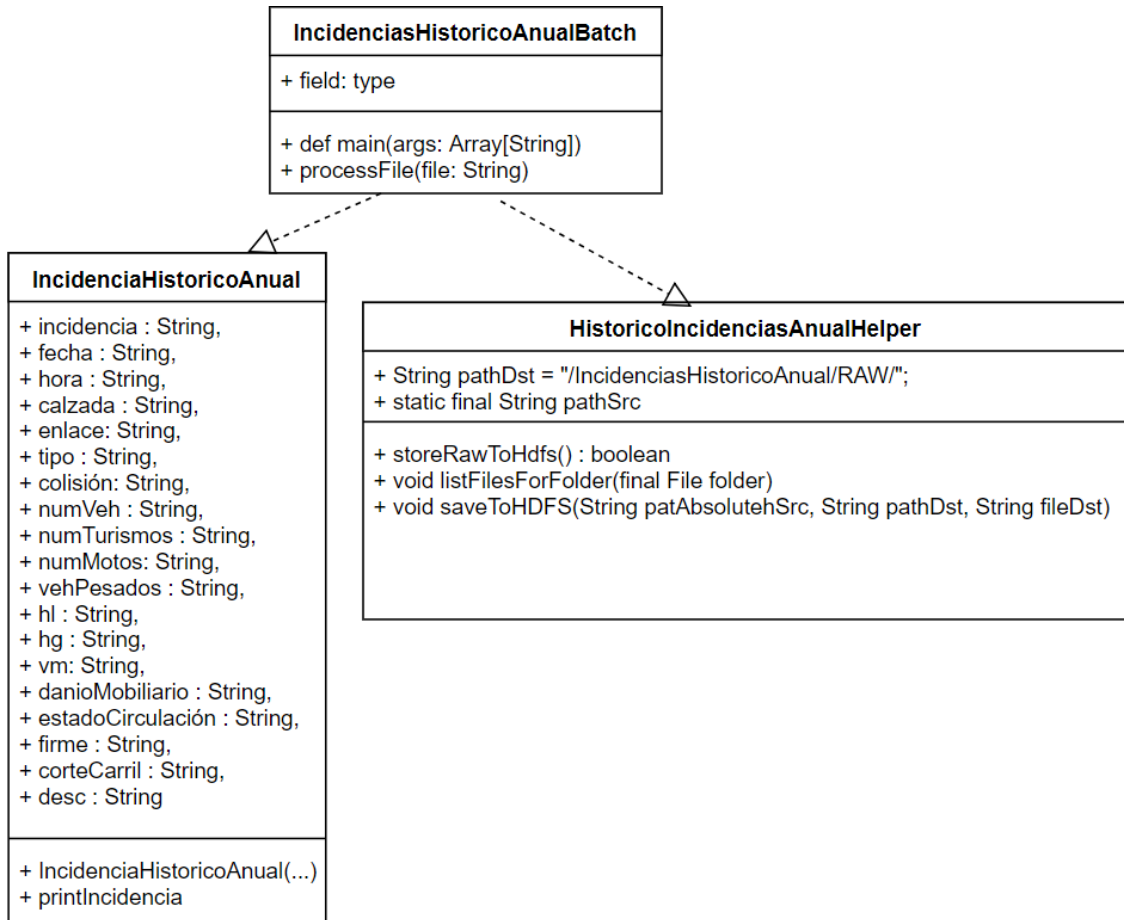 IncidenciasHistoricoAnualBatch
+ field: type
+ def main(args: Array[String])
+ processFile(file: String)
IncidenciaHistoricoAnual
+ incidencia : String,
+ fecha : String,
+ hora : String,
+ calzada : String,
+ enlace: String,
+ tipo : String,
+ colisión: String,
+ numVeh : String,
+ numTurismos : String,
+ numMotos: String,
+ vehPesados : String,
+ hl : String,
+ hg : String,
+ vm: String,
+ danioMobiliario : String,
+ estadoCirculación : String,
+ firme : String,
+ corteCarril : String,
+ desc : String
+ IncidenciaHistoricoAnual(...)
+ printIncidencia
HistoricoIncidenciasAnualHelper
+ String pathDst = "/IncidenciasHistoricoAnual/RAW/";
+ static final String pathSrc
+ storeRawToHdfs() : boolean
+ void listFilesForFolder(final File folder)
+ void saveToHDFS(String patAbsolutehSrc, String pathDst, String fileDst)